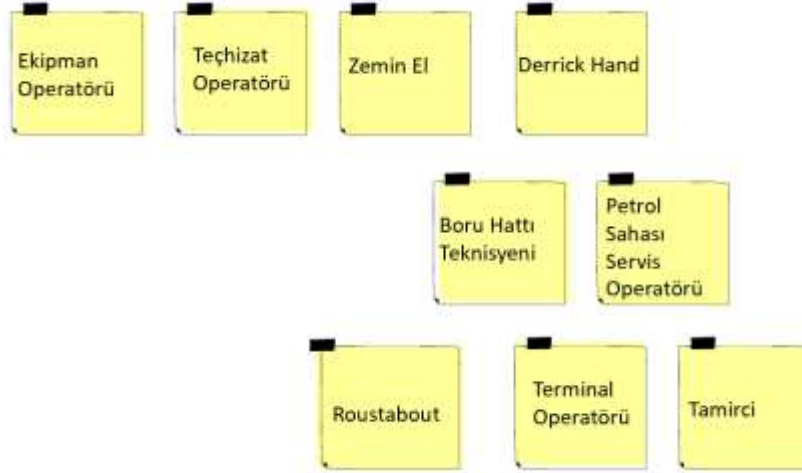 Ekipman
Operatörü
Teçhizat
Operatörü
Zemin El
Derrick Hand
Boru Hattı
Teknisyeni
Petrol
Sahası
Servis
Operatörü
Roustabout
Terminal
Operatörü
Tamirci